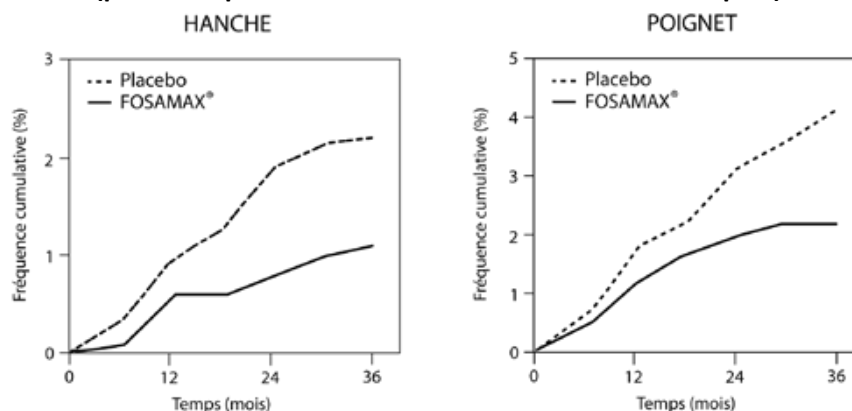 HANCHE
3
2
1
0
Fréquence cumulative (%)
--- Placebo
— FOSAMAX®
0 12 24 36
Temps (mois)
POIGNET
5
4
3
2
1
0
Fréquence cumulative (%)
--- Placebo
— FOSAMAX®
0 12 24 36
Temps (mois)